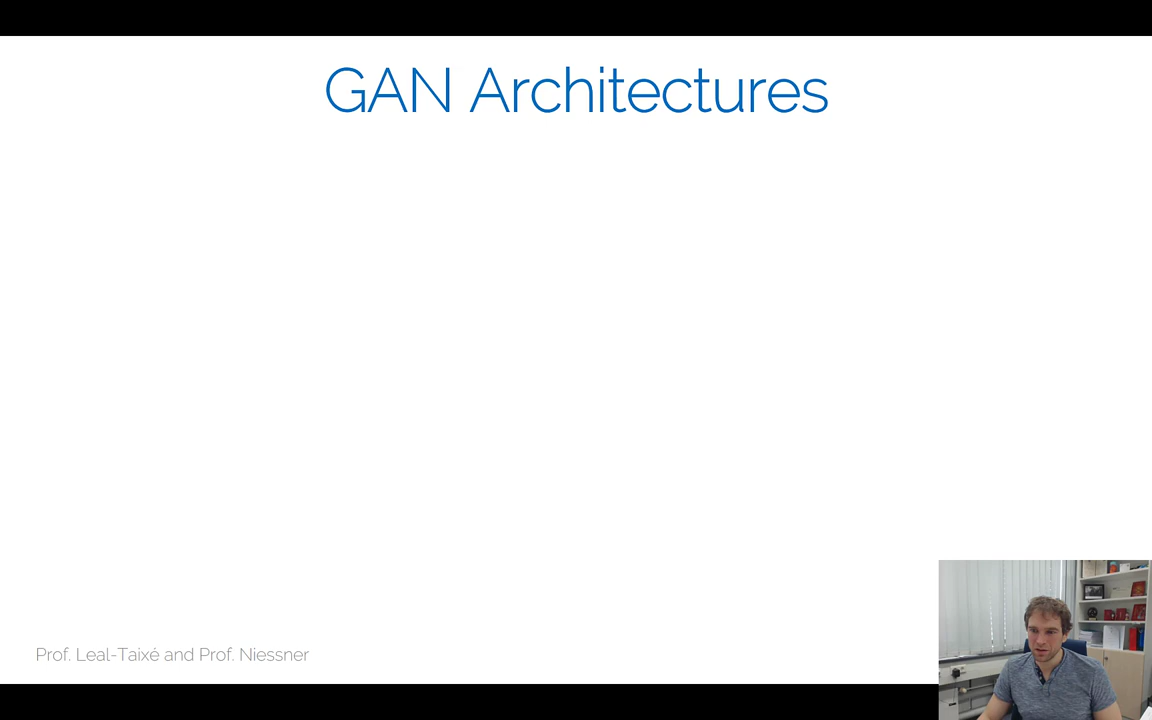 GAN Architectures
Prof. Leal-Taixé and Prof. Niessner